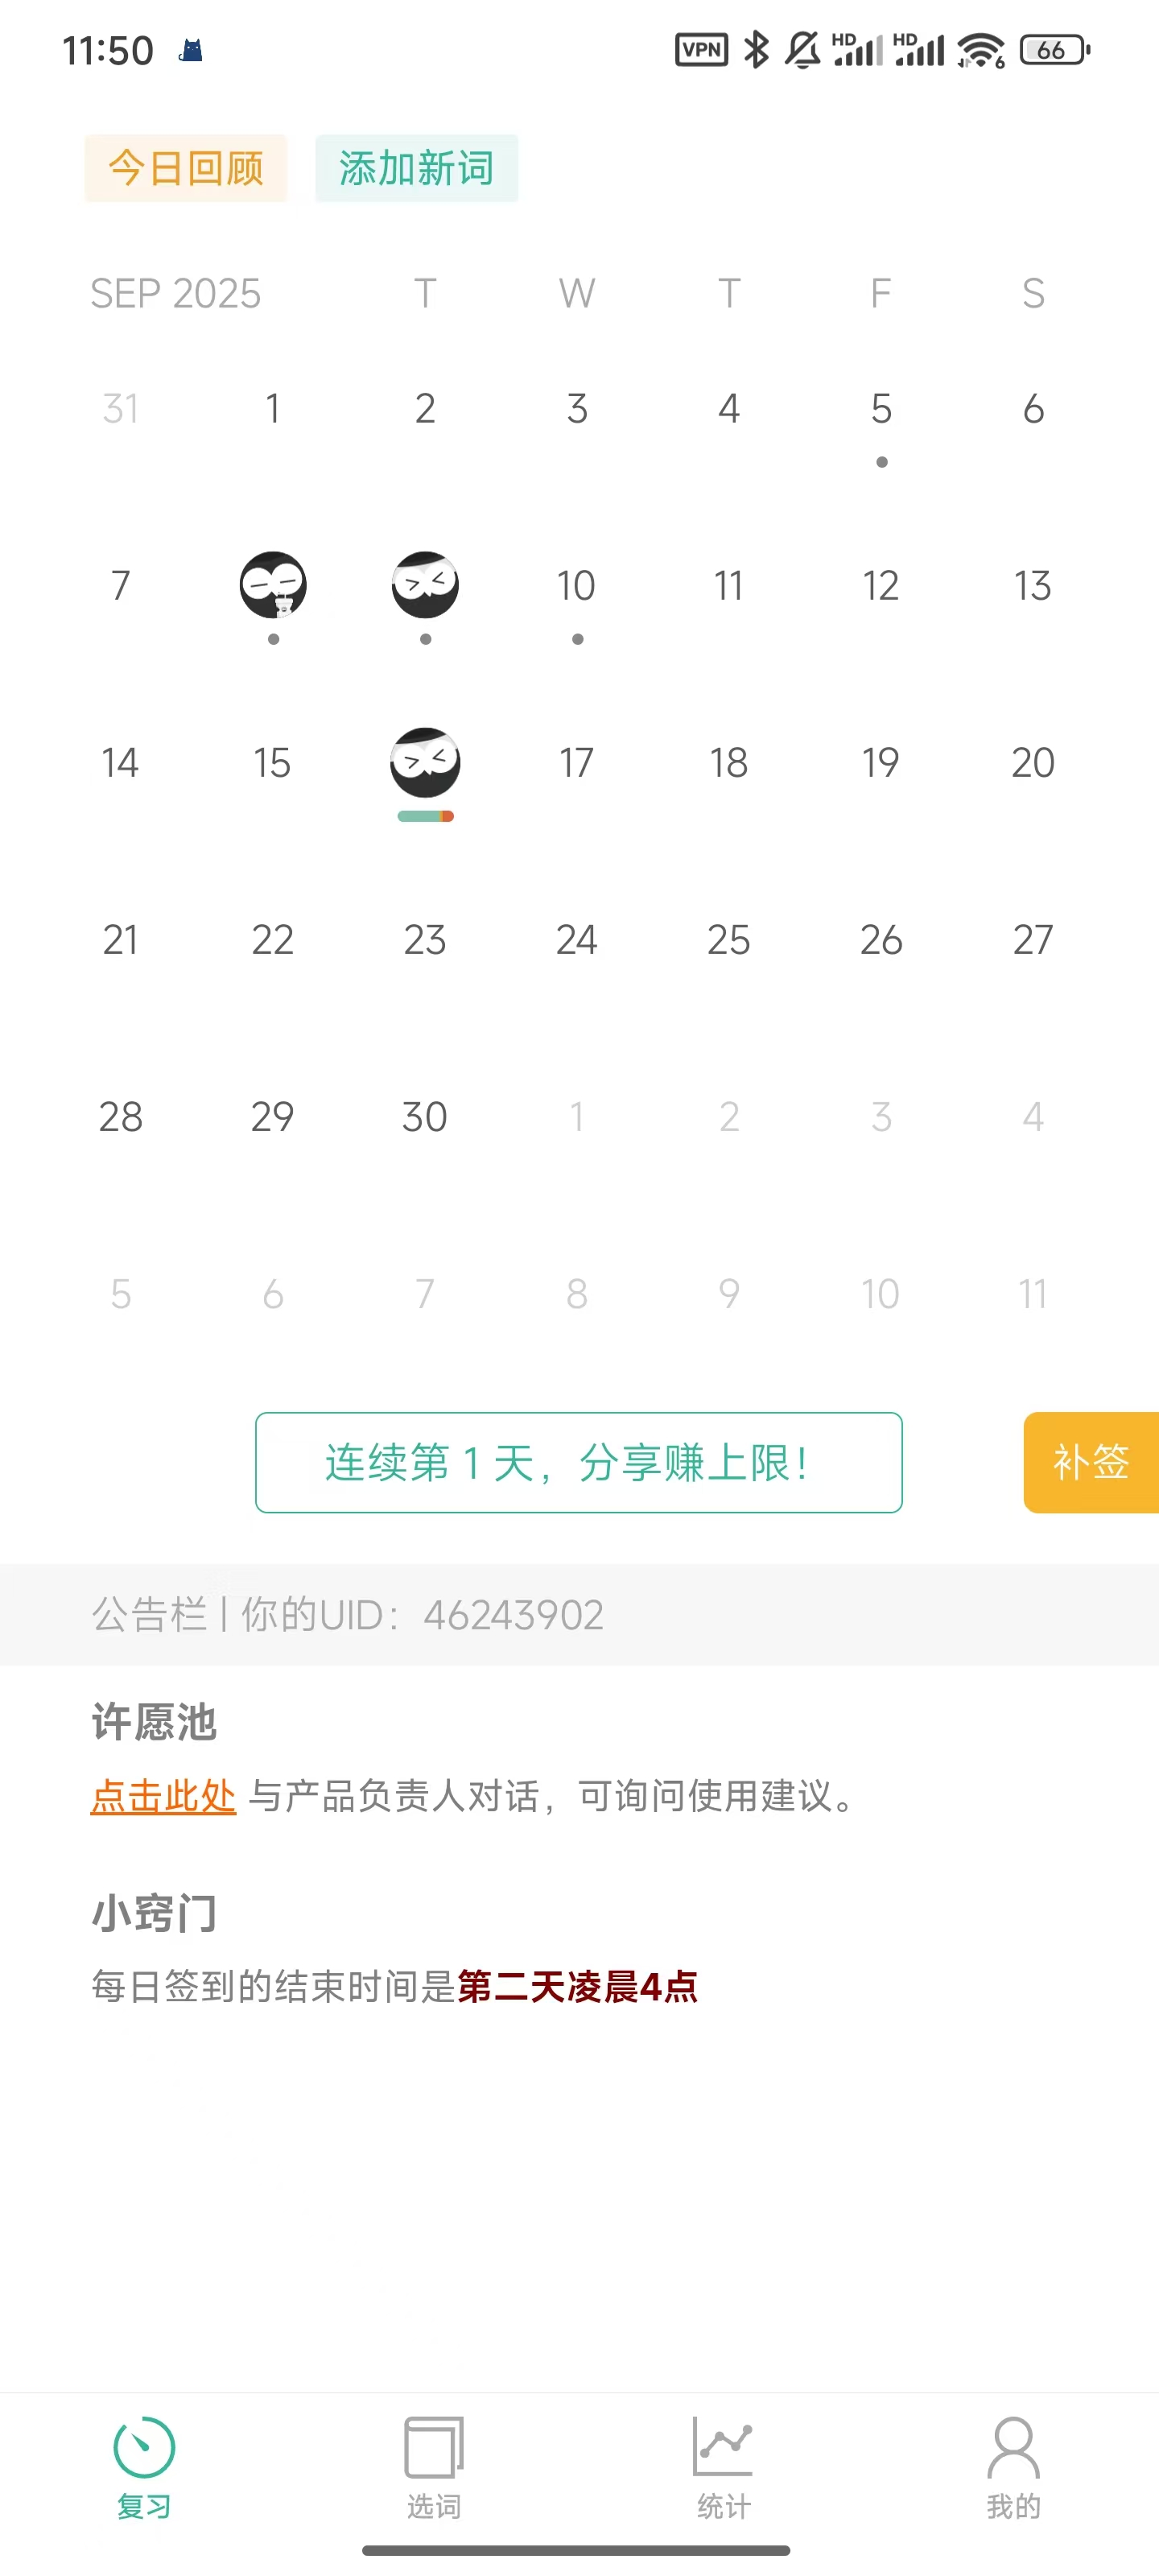 11:50 VPN HD HD 6 66
今日回顾 添加新词
SEP 2025 T W T F S
31 1 2 3 4 5 6
7 10 11 12 13
14 15 17 18 19 20
21 22 23 24 25 26 27
28 29 30 1 2 3 4
5 6 7 8 9 10 11
连续第 1 天，分享赚上限！ 补签
公告栏 | 你的UID：46243902
许愿池
点击此处 与产品负责人对话，可询问使用建议。
小窍门
每日签到的结束时间是第二天凌晨4点
复习 选词 统计 我的